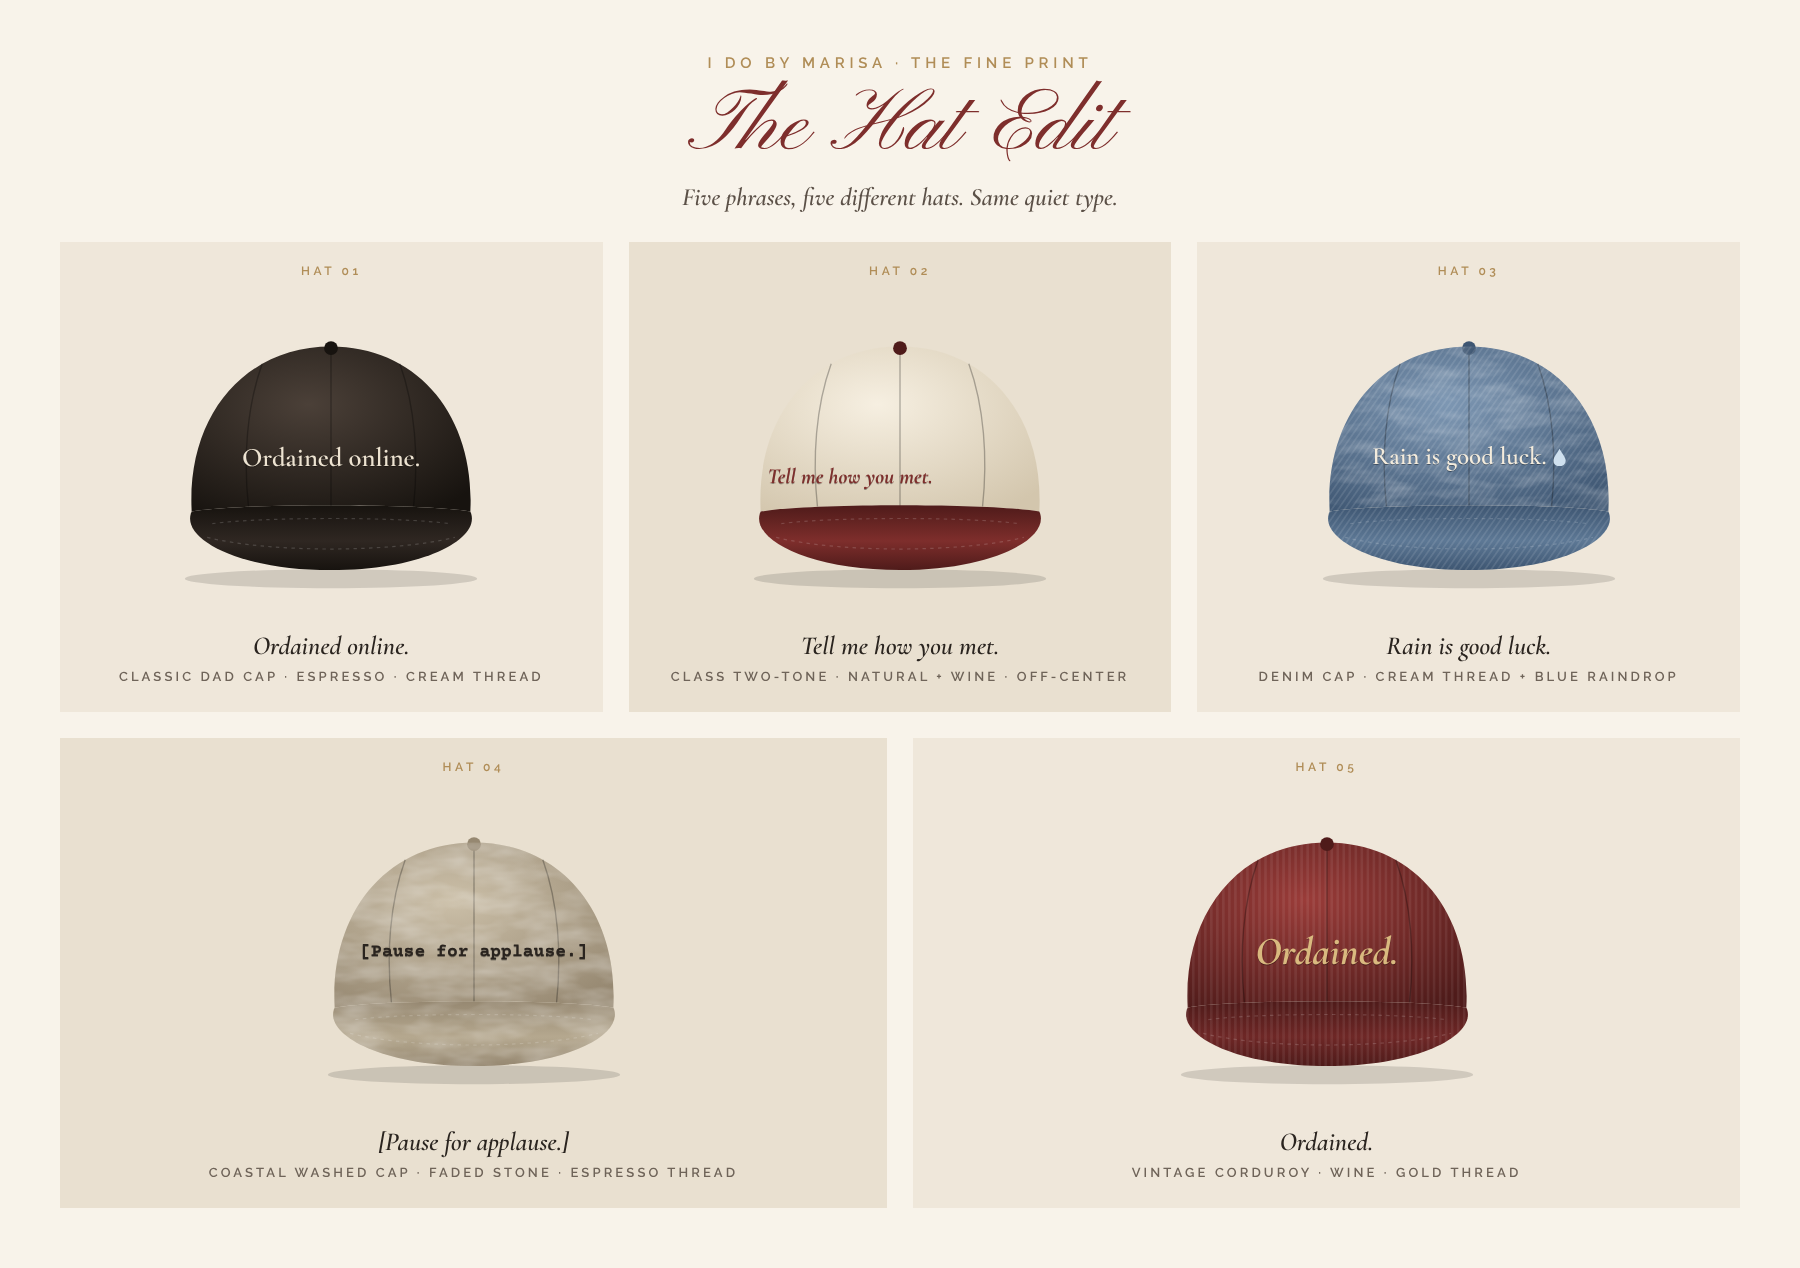 I DO BY MARISA · THE FINE PRINT
The Hat Edit
Five phrases, five different hats. Same quiet type.
HAT 01
Ordained online.
Ordained online.
CLASSIC DAD CAP · ESPRESSO · CREAM THREAD
HAT 02
Tell me how you met.
Tell me how you met.
CLASS TWO-TONE · NATURAL + WINE · OFF-CENTER
HAT 03
Rain is good luck.
Rain is good luck.
DENIM CAP · CREAM THREAD + BLUE RAINDROP
HAT 04
[Pause for applause.]
[Pause for applause.]
COASTAL WASHED CAP · FADED STONE · ESPRESSO THREAD
HAT 05
Ordained.
Ordained.
VINTAGE CORDUROY · WINE · GOLD THREAD